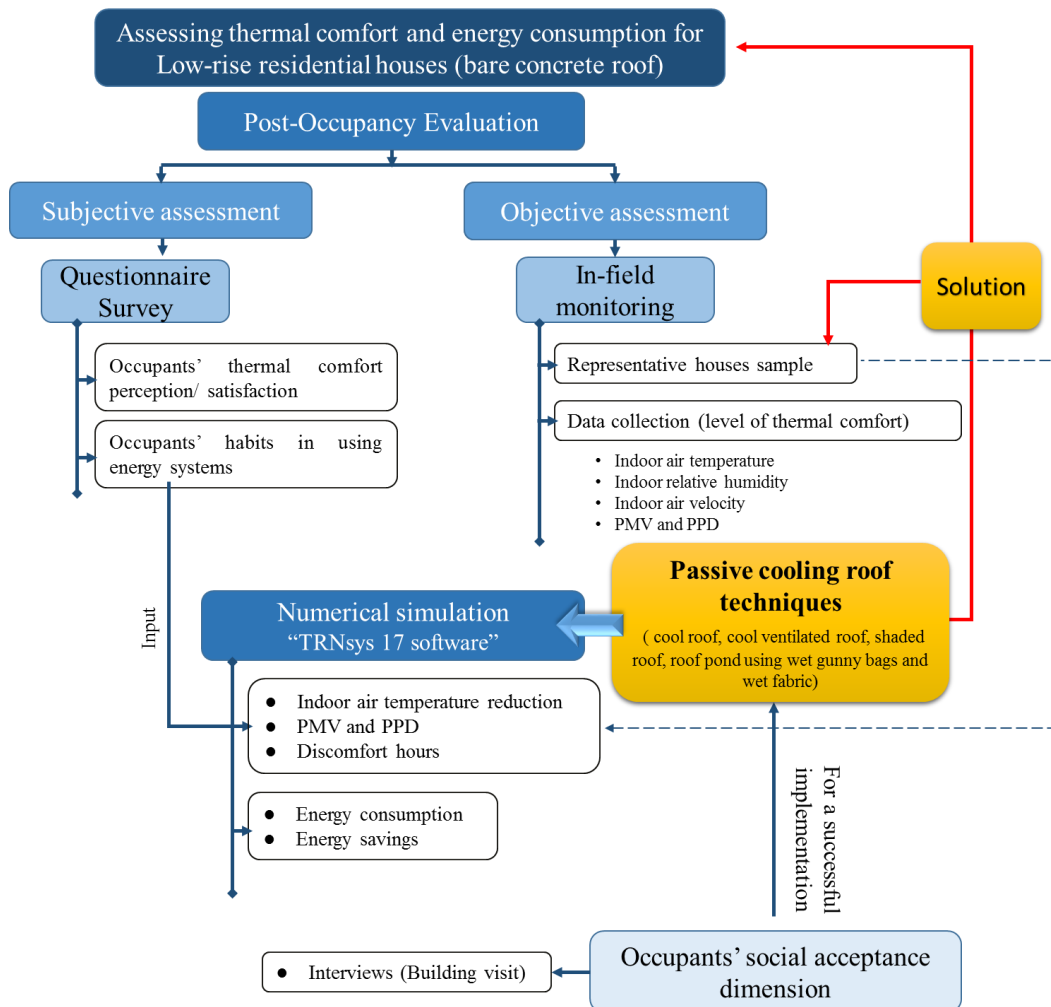 Assessing thermal comfort and energy consumption for
Low-rise residential houses (bare concrete roof)
Post-Occupancy Evaluation
Subjective assessment
Objective assessment
Questionnaire
Survey
In-field
monitoring
Solution
Occupants’ thermal comfort
perception/ satisfaction
Occupants’ habits in using
energy systems
Representative houses sample
Data collection (level of thermal comfort)
• Indoor air temperature
• Indoor relative humidity
• Indoor air velocity
• PMV and PPD
Input
Numerical simulation
“TRNsys 17 software”
Passive cooling roof
techniques
( cool roof, cool ventilated roof, shaded
roof, roof pond using wet gunny bags and
wet fabric)
● Indoor air temperature reduction
● PMV and PPD
● Discomfort hours
● Energy consumption
● Energy savings
For a successful
implementation
● Interviews (Building visit)
Occupants’ social acceptance
dimension